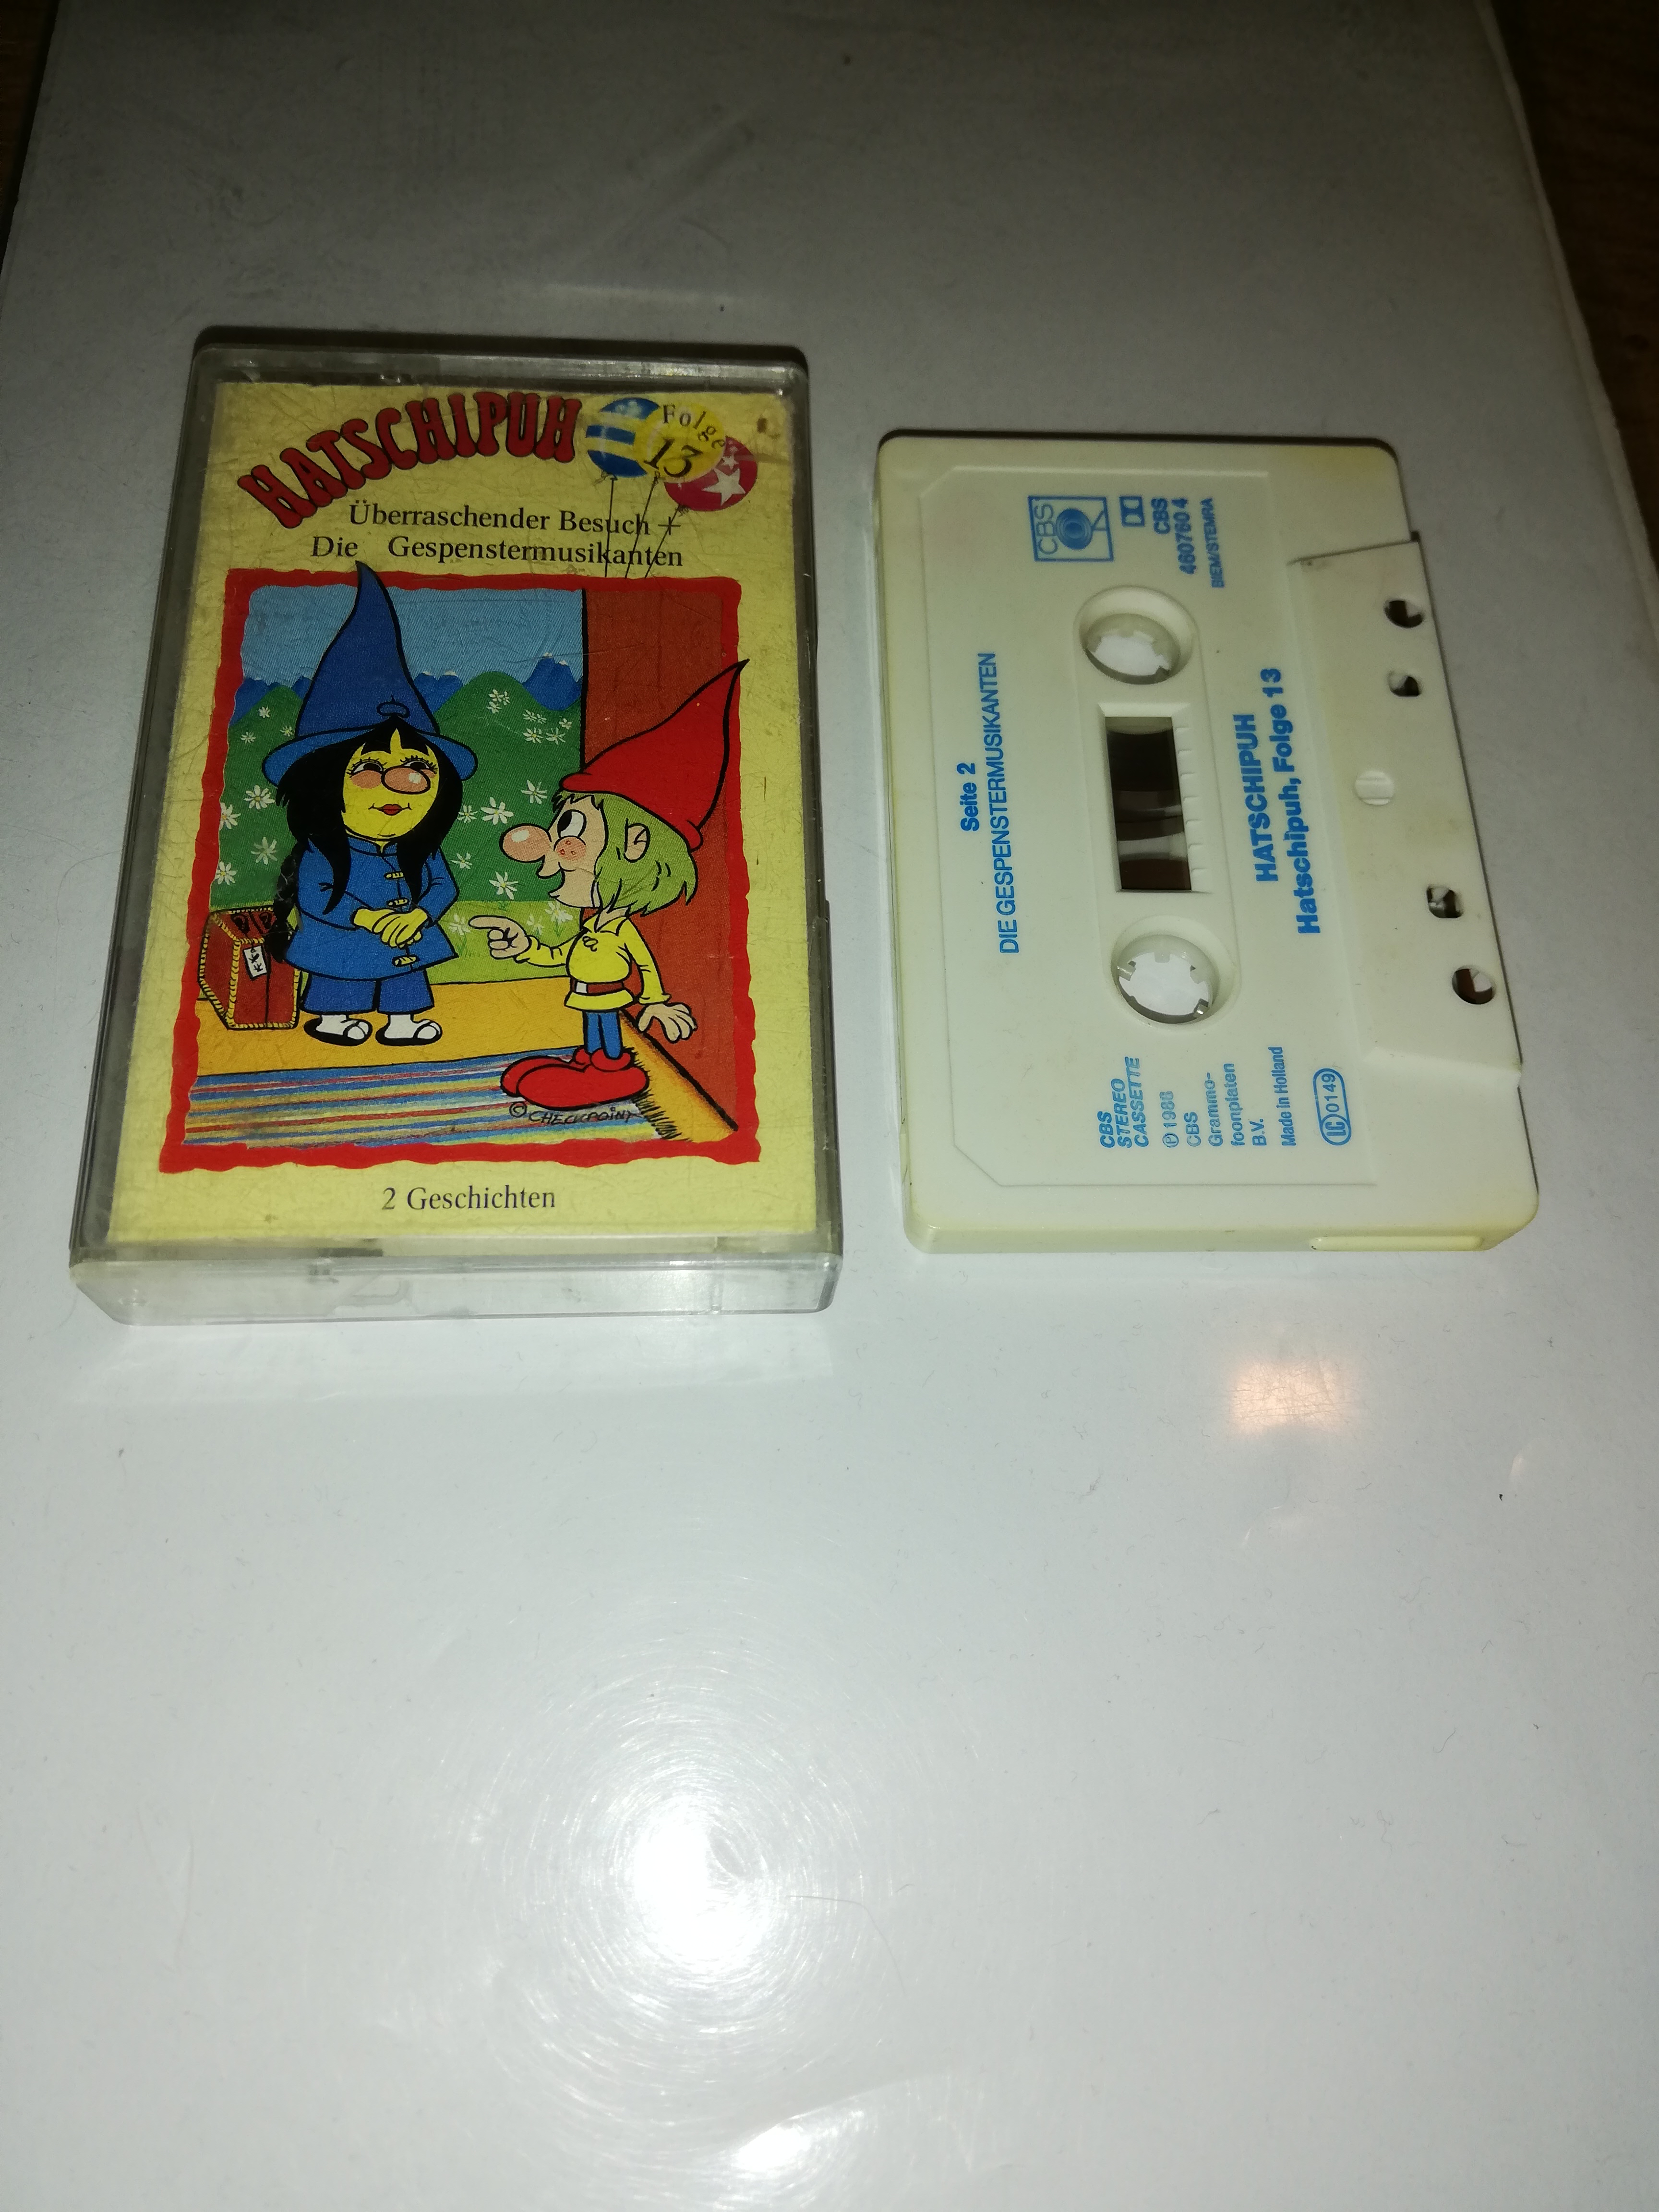 HATSCHIPUH
Folge
13
Überraschender Besuch +
Die Gespenstermusikanten
© CHECKPOINT
2 Geschichten
Seite 2
DIE GESPENSTERMUSIKANTEN
CBS
CBS
460760 4
BIEM/STEMRA
HATSCHIPUH
Hatschipuh, Folge 13
CBS
STEREO
CASSETTE
℗ 1988
CBS
Grammo-
foonplaten
B.V.
Made in Holland
LC 0149